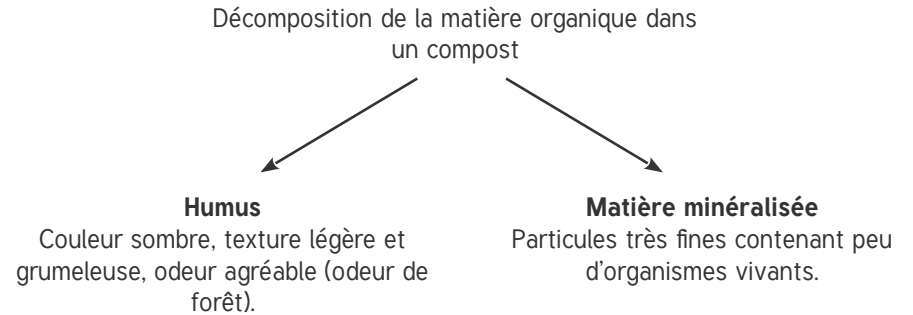 Décomposition de la matière organique dans
un compost
Humus
Couleur sombre, texture légère et
grumeleuse, odeur agréable (odeur de
forêt).
Matière minéralisée
Particules très fines contenant peu
d'organismes vivants.